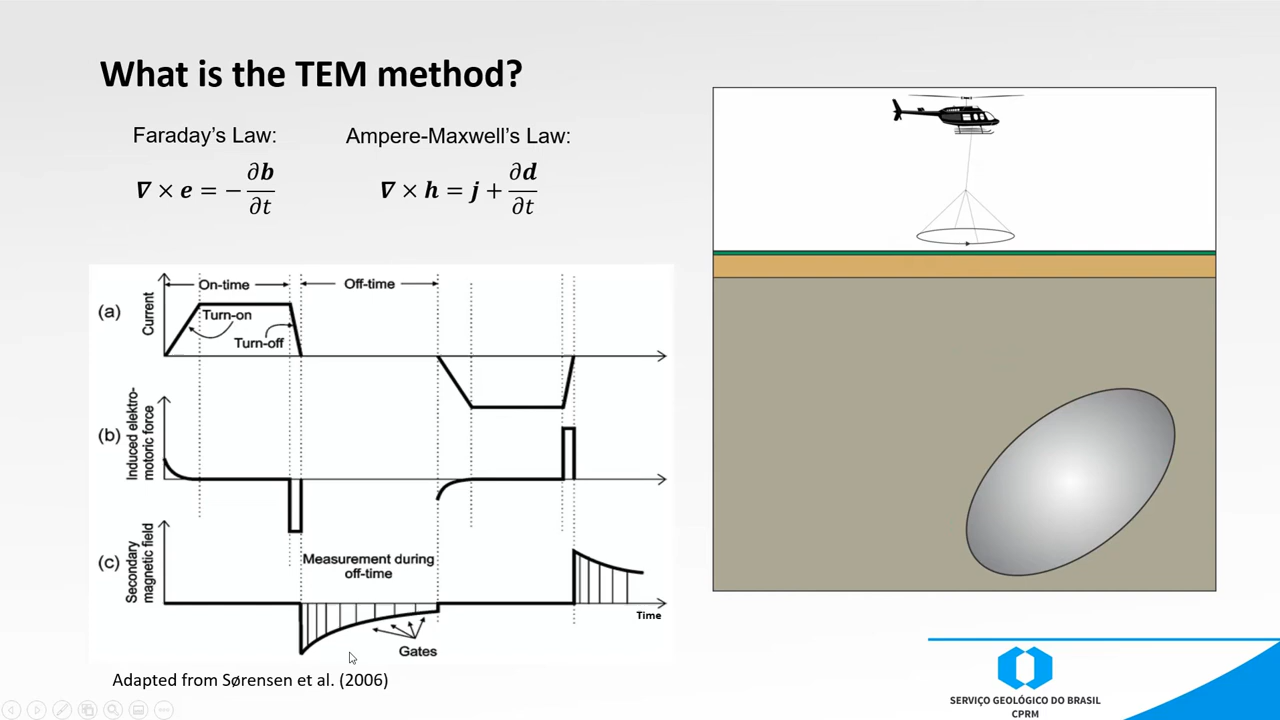 What is the TEM method?
Faraday's Law:
∇ × e = − ∂b/∂t
Ampere-Maxwell's Law:
∇ × h = j + ∂d/∂t
On-time
Off-time
(a)
Current
Turn-on
Turn-off
(b)
Induced elektro-
motoric force
(c)
Secondary
magnetic field
Measurement during
off-time
Time
Gates
Adapted from Sørensen et al. (2006)
SERVIÇO GEOLÓGICO DO BRASIL
CPRM